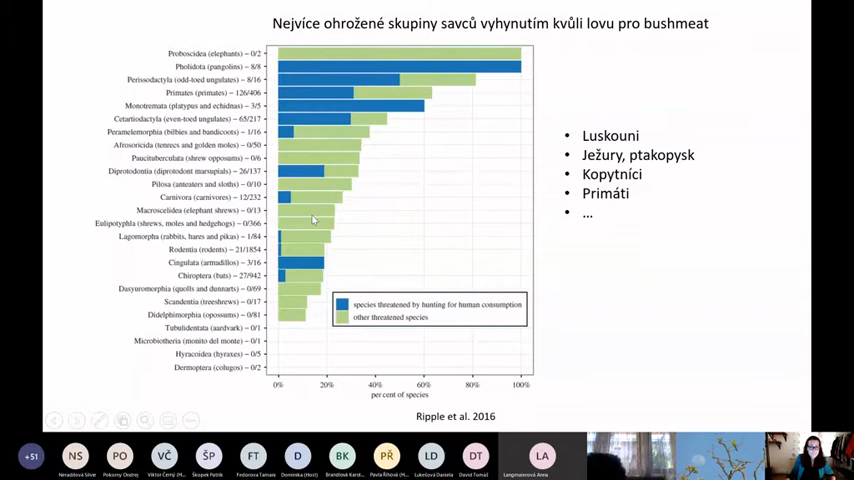 Nejvíce ohrožené skupiny savců vyhynutím kvůli lovu pro bushmeat
Proboscidea (elephants) – 0/2
Pholidota (pangolins) – 8/8
Perissodactyla (odd-toed ungulates) – 8/16
Primates (primates) – 126/406
Monotremata (platypus and echidnas) – 3/5
Cetartiodactyla (even-toed ungulates) – 65/217
Peramelemorphia (bilbies and bandicoots) – 1/16
Afrosoricida (tenrecs and golden moles) – 0/50
Paucituberculata (shrew opossums) – 0/6
Diprotodontia (diprotodont marsupials) – 26/137
Pilosa (anteaters and sloths) – 0/10
Carnivora (carnivores) – 12/232
Macroscelidea (elephant shrews) – 0/13
Eulipotyphla (shrews, moles and hedgehogs) – 0/366
Lagomorpha (rabbits, hares and pikas) – 1/84
Rodentia (rodents) – 21/1854
Cingulata (armadillos) – 3/16
Chiroptera (bats) – 27/942
Dasyuromorphia (quolls and dunnarts) – 0/69
Scandentia (treeshrews) – 0/17
Didelphimorphia (opossums) – 0/81
Tubulidentata (aardvark) – 0/1
Microbiotheria (monito del monte) – 0/1
Hyracoidea (hyraxes) – 0/5
Dermoptera (colugos) – 0/2
species threatened by hunting for human consumption
other threatened species
0% 20% 40% 60% 80% 100%
per cent of species
• Luskouni
• Ježury, ptakopysk
• Kopytníci
• Primáti
• ...
Ripple et al. 2016
+51 NS PO VČ ŠP FT D BK PŘ LD DT LA
Neradilová Silvie Pokorny Ondrej Viktor Černý (H... Škopek Patrik Fedorova Tamara Dominika (Host) Brandtová Karol... Pavla Říhová (H... Lukešová Daniela David Tomáš Langmaierová Anna